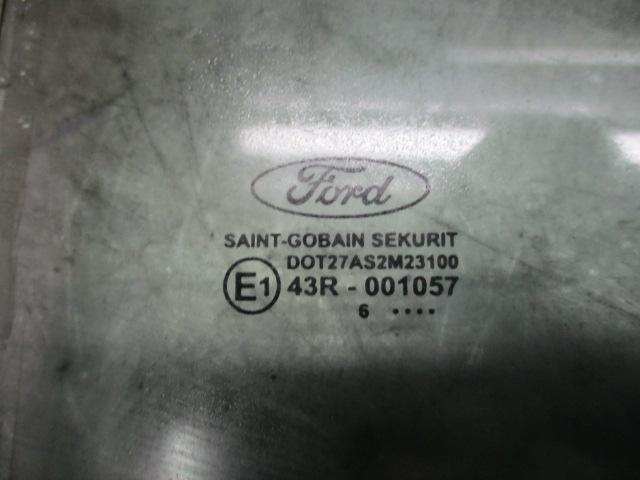 Ford
SAINT-GOBAIN SEKURIT
DOT27AS2M23100
E1 43R - 001057
6 ....